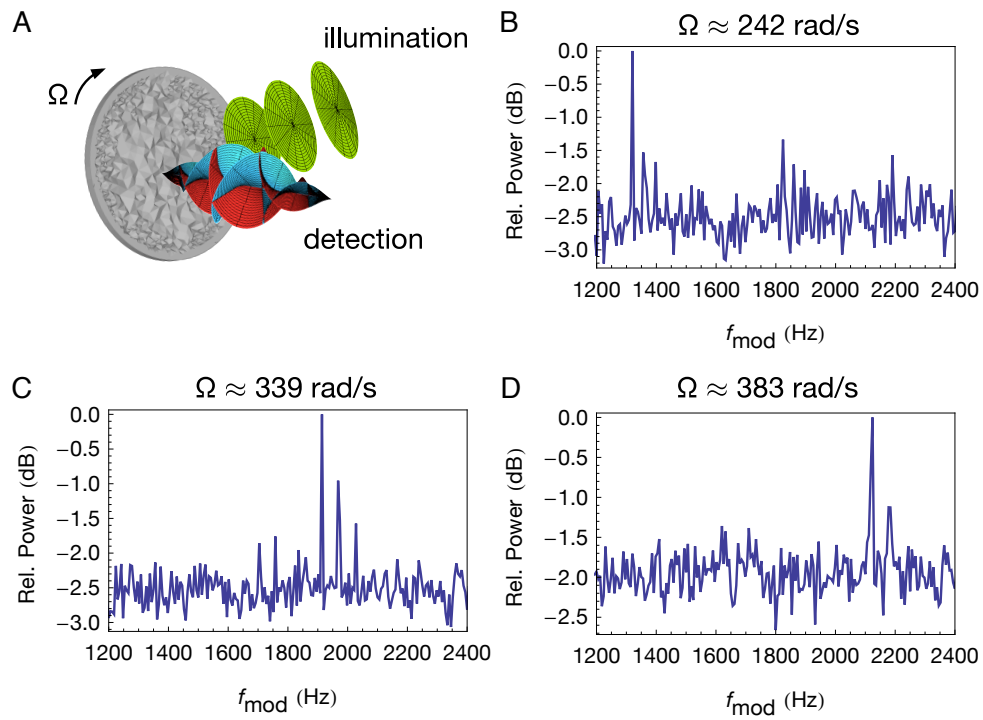 A
illumination
Ω
detection
B
Ω ≈ 242 rad/s
Rel. Power (dB)
0.0
−0.5
−1.0
−1.5
−2.0
−2.5
−3.0
1200 1400 1600 1800 2000 2200 2400
fmod (Hz)
C
Ω ≈ 339 rad/s
Rel. Power (dB)
0.0
−0.5
−1.0
−1.5
−2.0
−2.5
−3.0
1200 1400 1600 1800 2000 2200 2400
fmod (Hz)
D
Ω ≈ 383 rad/s
Rel. Power (dB)
0.0
−0.5
−1.0
−1.5
−2.0
−2.5
1200 1400 1600 1800 2000 2200 2400
fmod (Hz)